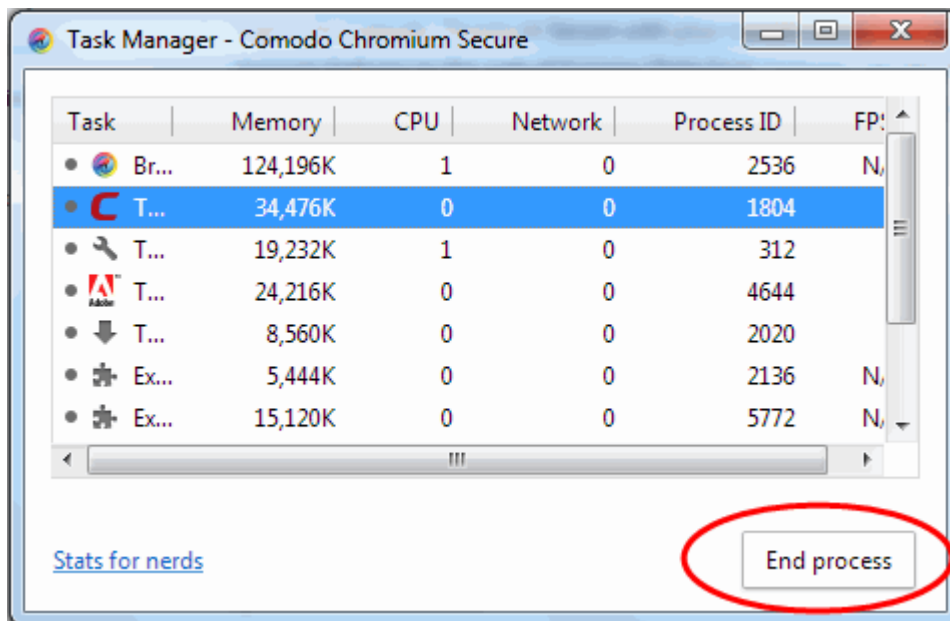 Task Manager - Comodo Chromium Secure
Task Memory CPU Network Process ID FP
Br... 124,196K 1 0 2536 N/
T... 34,476K 0 0 1804
T... 19,232K 1 0 312
Adobe T... 24,216K 0 0 4644
T... 8,560K 0 0 2020
Ex... 5,444K 0 0 2136 N/
Ex... 15,120K 0 0 5772 N/
Stats for nerds End process